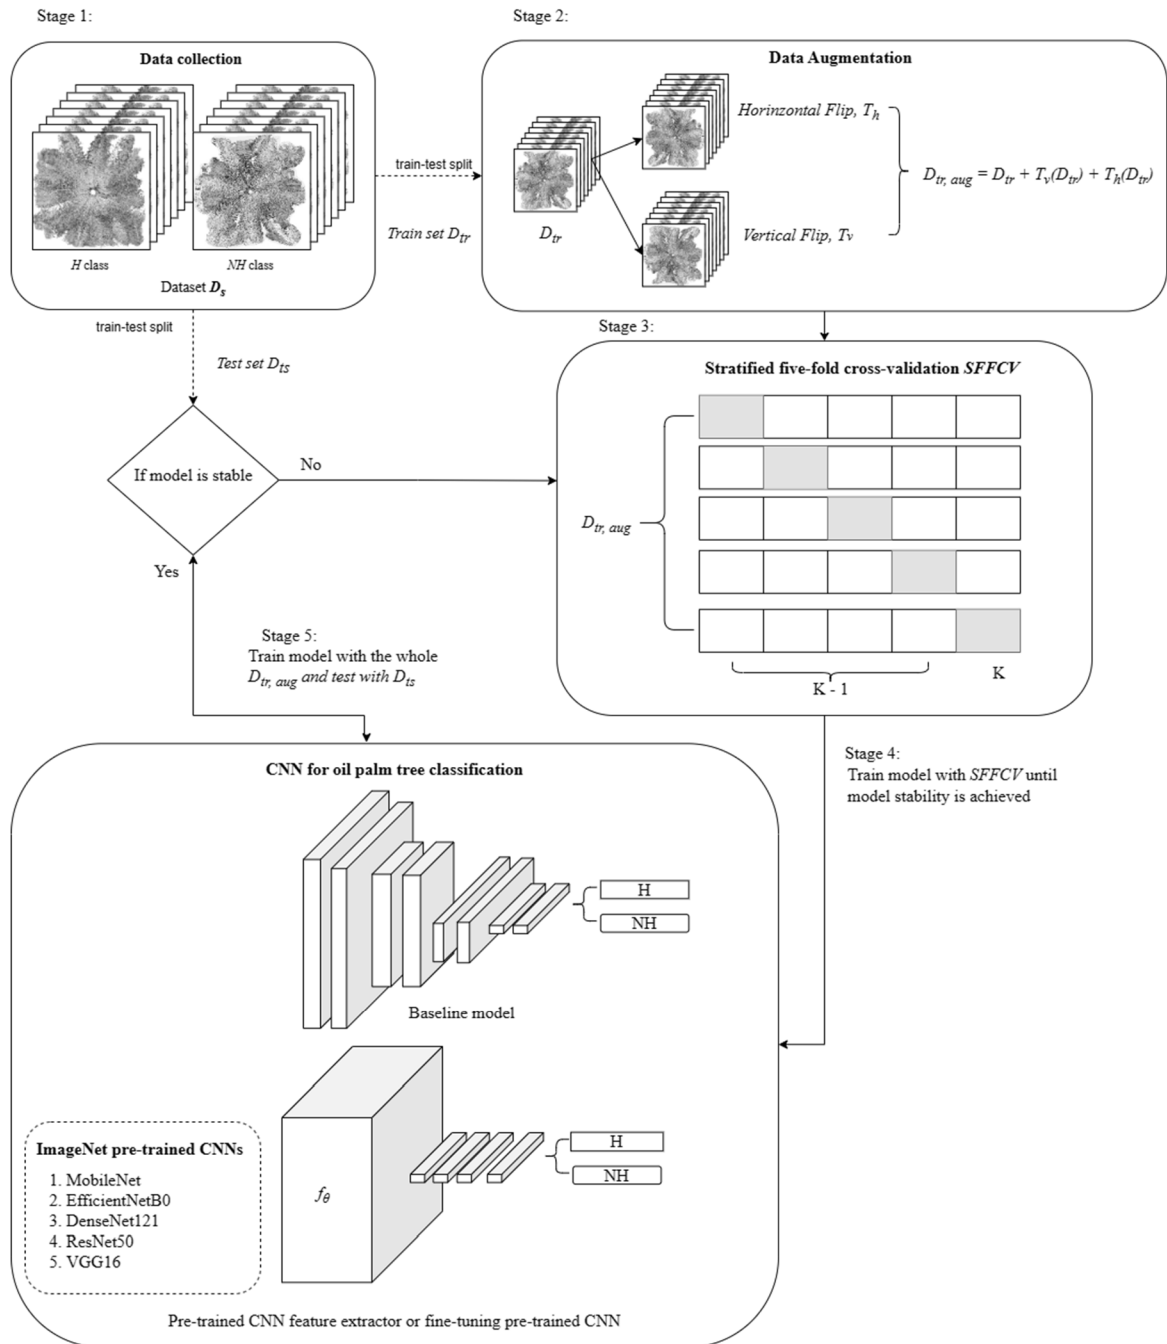 Stage 1:
Data collection
H class
NH class
Dataset Ds
train-test split
Train set Dtr
Stage 2:
Data Augmentation
Dtr
Horinzontal Flip, Th
Vertical Flip, Tv
Dtr, aug = Dtr + Tv(Dtr) + Th(Dtr)
train-test split
Test set Dts
If model is stable
No
Yes
Stage 3:
Stratified five-fold cross-validation SFFCV
Dtr, aug
K - 1
K
Stage 4:
Train model with SFFCV until
model stability is achieved
Stage 5:
Train model with the whole
Dtr, aug and test with Dts
CNN for oil palm tree classification
H
NH
Baseline model
ImageNet pre-trained CNNs
1. MobileNet
2. EfficientNetB0
3. DenseNet121
4. ResNet50
5. VGG16
fθ
H
NH
Pre-trained CNN feature extractor or fine-tuning pre-trained CNN